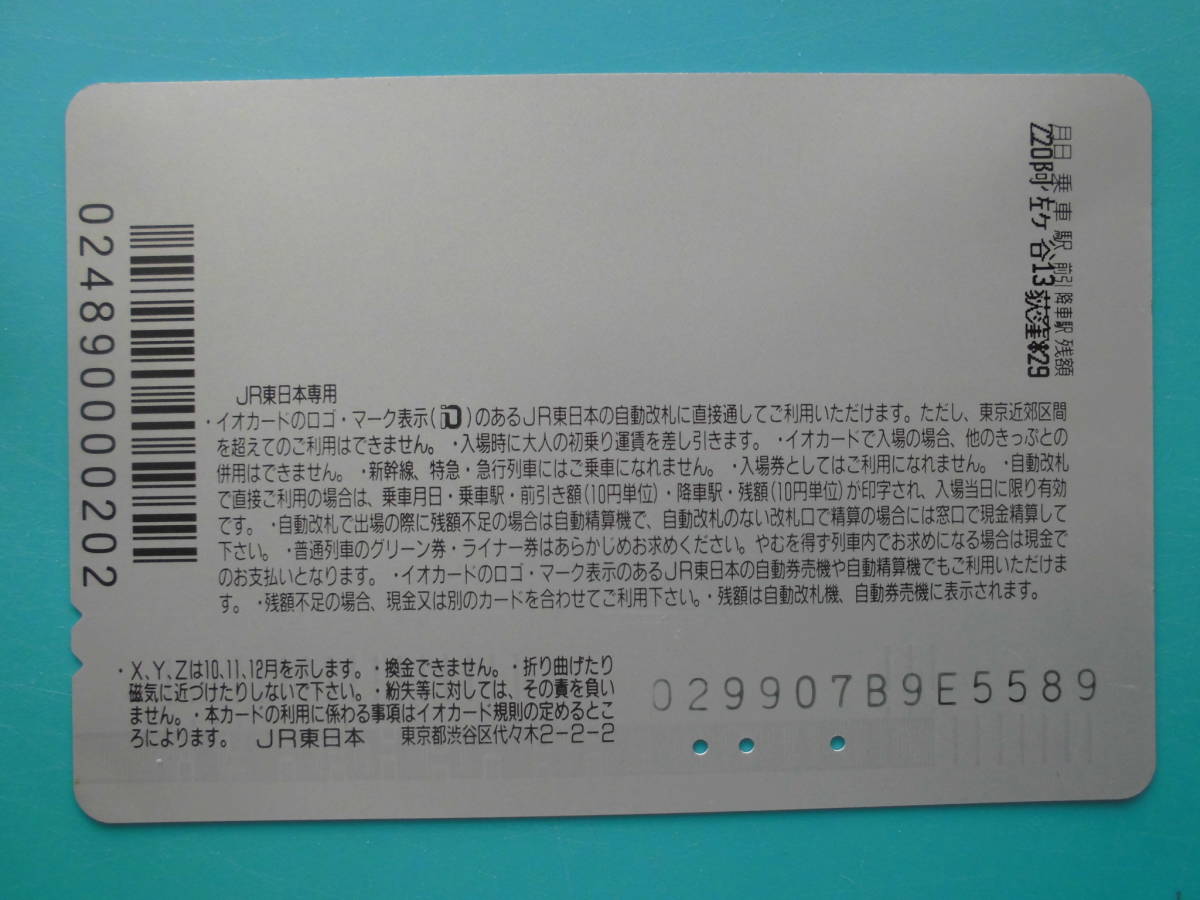 月日 乗車駅 前引 降車駅 残額
Z20阿佐ケ谷13荻窪※29
0248900000202
JR東日本専用
・イオカードのロゴ・マーク表示( )のあるJR東日本の自動改札に直接通してご利用いただけます。ただし、東京近郊区間
を超えてのご利用はできません。 ・入場時に大人の初乗り運賃を差し引きます。 ・イオカードで入場の場合、他のきっぷとの
併用はできません。 ・新幹線、特急・急行列車にはご乗車になれません。 ・入場券としてはご利用になれません。 ・自動改札
で直接ご利用の場合は、乗車月日・乗車駅・前引き額(10円単位)・降車駅・残額(10円単位)が印字され、入場当日に限り有効
です。 ・自動改札で出場の際に残額不足の場合は自動精算機で、自動改札のない改札口で精算の場合には窓口で現金精算して
下さい。 ・普通列車のグリーン券・ライナー券はあらかじめお求めください。やむを得ず列車内でお求めになる場合は現金で
のお支払いとなります。 ・イオカードのロゴ・マーク表示のあるJR東日本の自動券売機や自動精算機でもご利用いただけま
す。 ・残額不足の場合、現金又は別のカードを合わせてご利用下さい。・残額は自動改札機、自動券売機に表示されます。
・X、Y、Zは10、11、12月を示します。 ・換金できません。 ・折り曲げたり
磁気に近づけたりしないで下さい。 ・紛失等に対しては、その責を負い
ません。 ・本カードの利用に係わる事項はイオカード規則の定めるとこ
ろによります。 JR東日本 東京都渋谷区代々木2-2-2
029907B9E5589